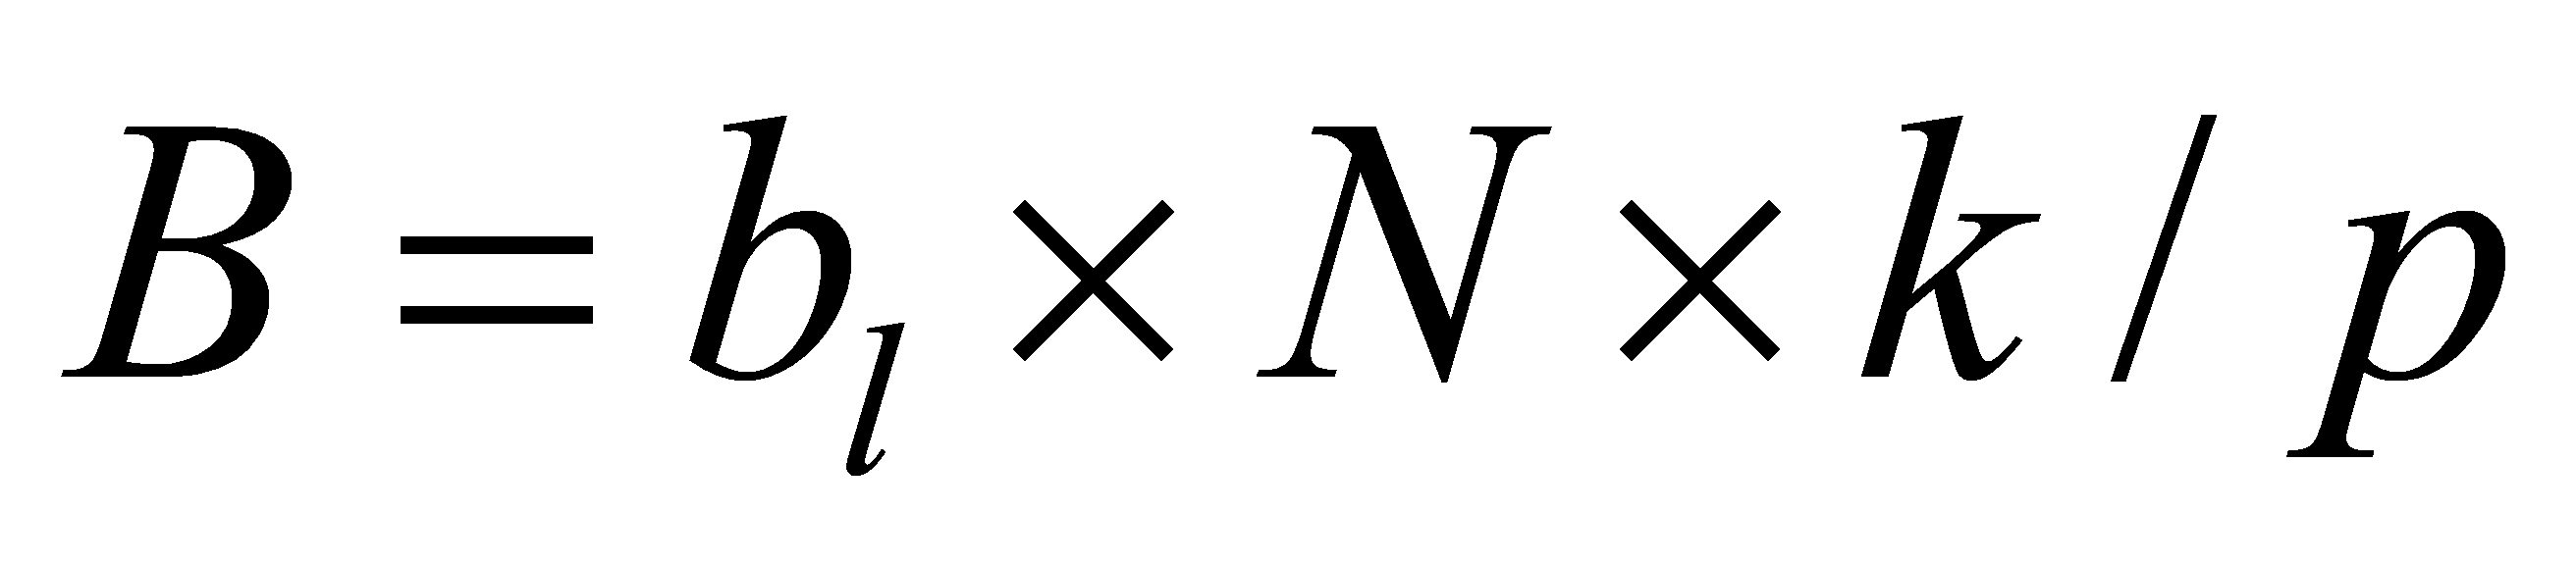 B = b_l × N × k / p